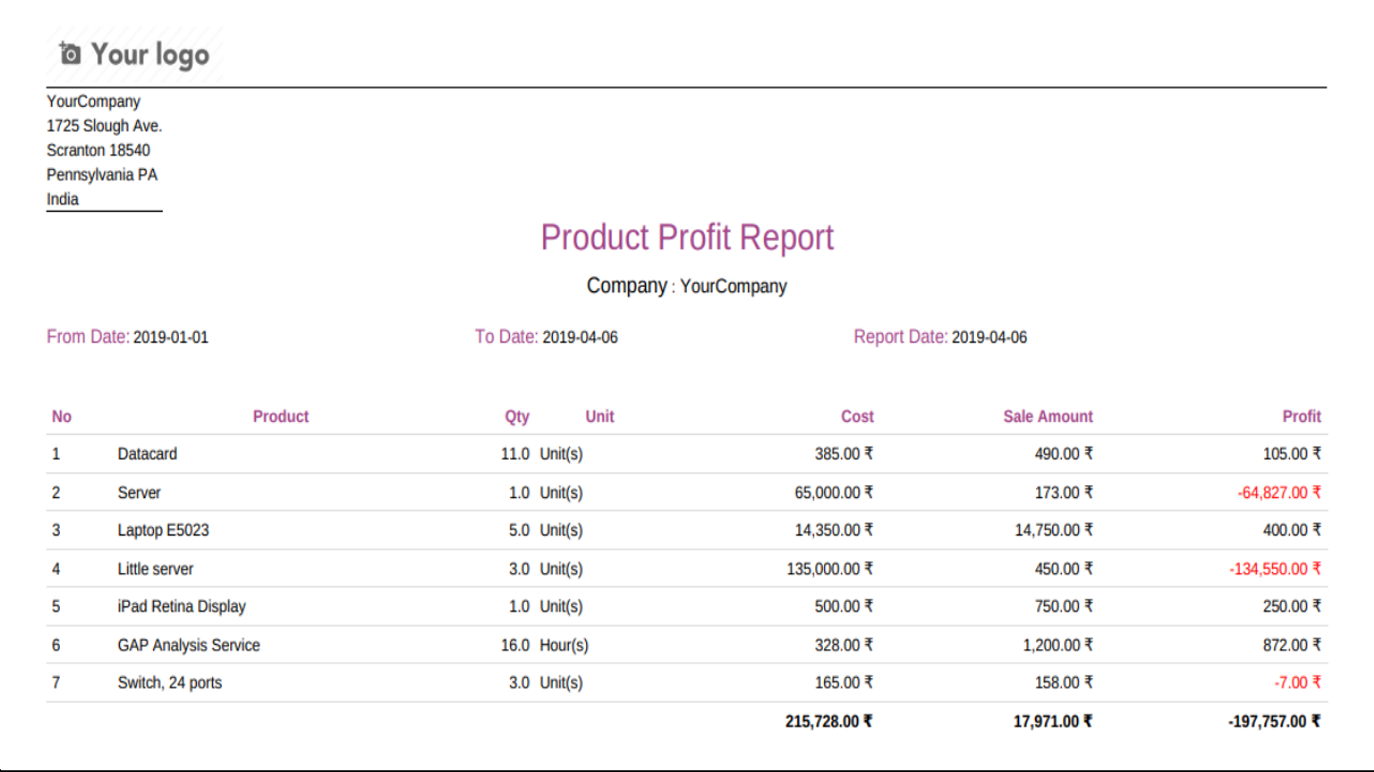 Your logo
YourCompany
1725 Slough Ave.
Scranton 18540
Pennsylvania PA
India
Product Profit Report
Company : YourCompany
From Date: 2019-01-01 To Date: 2019-04-06 Report Date: 2019-04-06
No Product Qty Unit Cost Sale Amount Profit
1 Datacard 11.0 Unit(s) 385.00 ₹ 490.00 ₹ 105.00 ₹
2 Server 1.0 Unit(s) 65,000.00 ₹ 173.00 ₹ -64,827.00 ₹
3 Laptop E5023 5.0 Unit(s) 14,350.00 ₹ 14,750.00 ₹ 400.00 ₹
4 Little server 3.0 Unit(s) 135,000.00 ₹ 450.00 ₹ -134,550.00 ₹
5 iPad Retina Display 1.0 Unit(s) 500.00 ₹ 750.00 ₹ 250.00 ₹
6 GAP Analysis Service 16.0 Hour(s) 328.00 ₹ 1,200.00 ₹ 872.00 ₹
7 Switch, 24 ports 3.0 Unit(s) 165.00 ₹ 158.00 ₹ -7.00 ₹
215,728.00 ₹ 17,971.00 ₹ -197,757.00 ₹